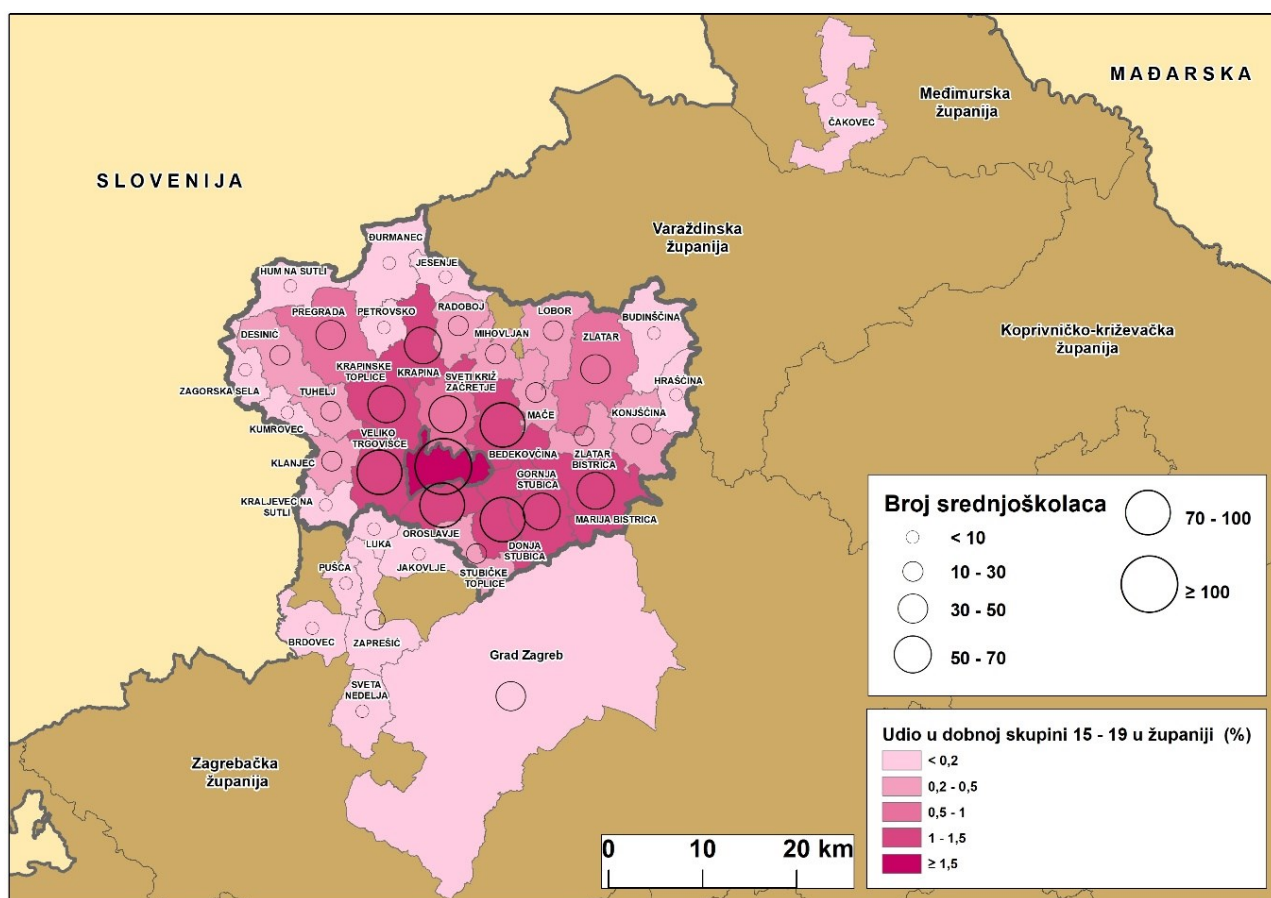 MAĐARSKA
Međimurska
županija
ČAKOVEC
SLOVENIJA
Varaždinska
županija
ĐURMANEC
JESENJE
HUM NA SUTLI
PREGRADA
PETROVSKO
RADOBOJ
LOBOR
BUDINŠČINA
DESINIĆ
MIHOVLJAN
ZLATAR
Koprivničko-križevačka
županija
KRAPINSKE
TOPLICE
KRAPINA
SVETI KRIŽ
ZAČRETJE
HRAŠĆINA
ZAGORSKA SELA
TUHELJ
MAČE
KONJŠČINA
KUMROVEC
VELIKO
TRGOVIŠĆE
BEDEKOVČINA
ZLATAR
BISTRICA
KLANJEC
GORNJA
STUBICA
KRALJEVEC NA
SUTLI
MARIJA BISTRICA
OROSLAVJE
DONJA
STUBICA
LUKA
JAKOVLJE
STUBIČKE
TOPLICE
PUŠĆA
BRDOVEC
ZAPREŠIĆ
Grad Zagreb
SVETA
NEDELJA
Zagrebačka
županija
Broj srednjoškolaca
< 10
10 - 30
30 - 50
50 - 70
70 - 100
≥ 100
Udio u dobnoj skupini 15 - 19 u županiji (%)
< 0,2
0,2 - 0,5
0,5 - 1
1 - 1,5
≥ 1,5
0 10 20 km